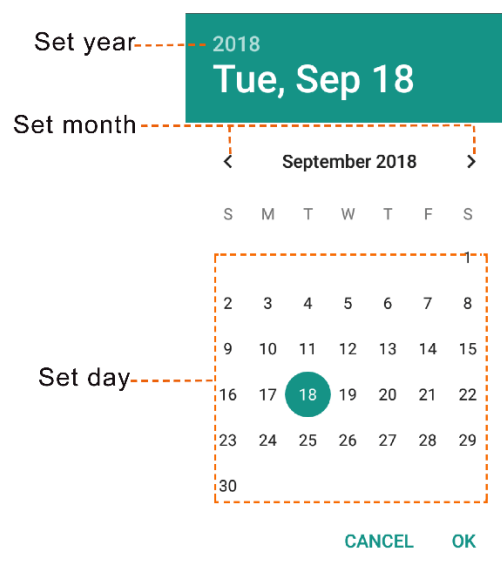 Set year
2018
Tue, Sep 18
Set month
< September 2018 >
S M T W T F S
1
2 3 4 5 6 7 8
9 10 11 12 13 14 15
Set day
16 17 18 19 20 21 22
23 24 25 26 27 28 29
30
CANCEL OK